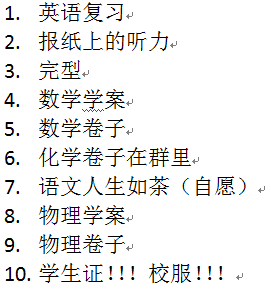 1. 英语复习
2. 报纸上的听力
3. 完型
4. 数学学案
5. 数学卷子
6. 化学卷子在群里
7. 语文人生如茶（自愿）
8. 物理学案
9. 物理卷子
10. 学生证！！！校服！！！